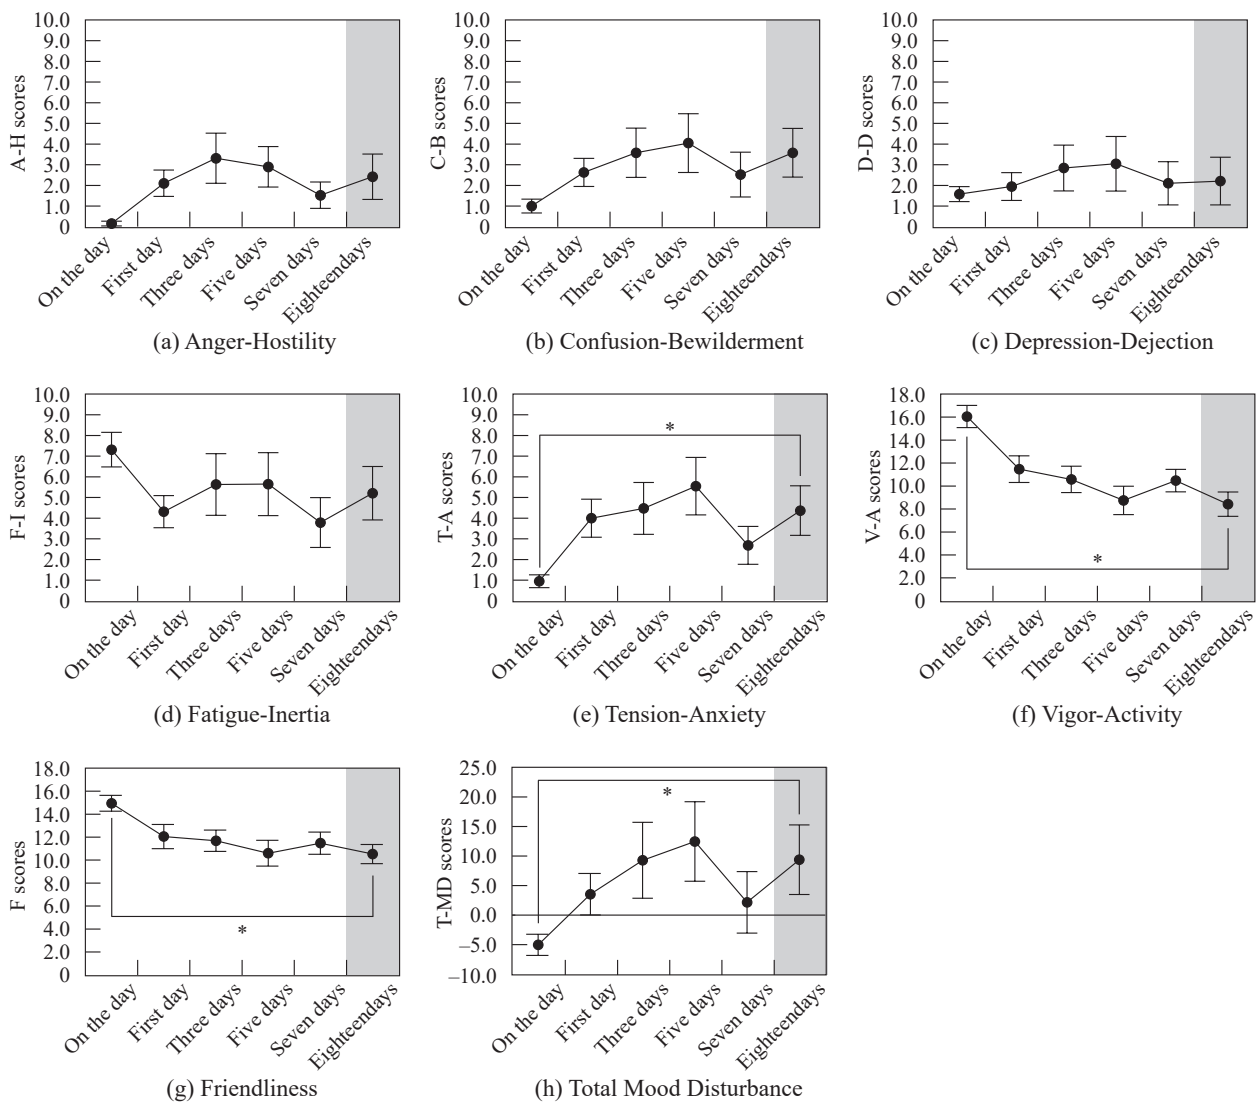 10.0
9.0
8.0
7.0
6.0
5.0
4.0
3.0
2.0
1.0
0
A-H scores
On the day
First day
Three days
Five days
Seven days
Eighteendays
(a) Anger-Hostility
10.0
9.0
8.0
7.0
6.0
5.0
4.0
3.0
2.0
1.0
0
C-B scores
On the day
First day
Three days
Five days
Seven days
Eighteendays
(b) Confusion-Bewilderment
10.0
9.0
8.0
7.0
6.0
5.0
4.0
3.0
2.0
1.0
0
D-D scores
On the day
First day
Three days
Five days
Seven days
Eighteendays
(c) Depression-Dejection
10.0
9.0
8.0
7.0
6.0
5.0
4.0
3.0
2.0
1.0
0
F-I scores
On the day
First day
Three days
Five days
Seven days
Eighteendays
(d) Fatigue-Inertia
10.0
9.0
8.0
7.0
6.0
5.0
4.0
3.0
2.0
1.0
0
T-A scores
*
On the day
First day
Three days
Five days
Seven days
Eighteendays
(e) Tension-Anxiety
18.0
16.0
14.0
12.0
10.0
8.0
6.0
4.0
2.0
0
V-A scores
*
On the day
First day
Three days
Five days
Seven days
Eighteendays
(f) Vigor-Activity
18.0
16.0
14.0
12.0
10.0
8.0
6.0
4.0
2.0
0
F scores
*
On the day
First day
Three days
Five days
Seven days
Eighteendays
(g) Friendliness
25.0
20.0
15.0
10.0
5.0
0.0
−5.0
−10.0
T-MD scores
*
On the day
First day
Three days
Five days
Seven days
Eighteendays
(h) Total Mood Disturbance